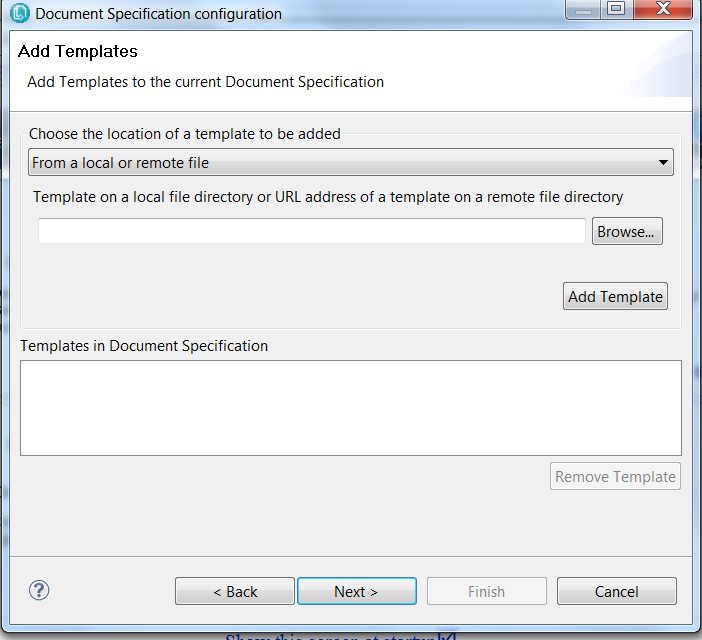 Document Specification configuration
Add Templates
Add Templates to the current Document Specification
Choose the location of a template to be added
From a local or remote file
Template on a local file directory or URL address of a template on a remote file directory
Browse...
Add Template
Templates in Document Specification
Remove Template
< Back
Next >
Finish
Cancel
Show this screen at startup